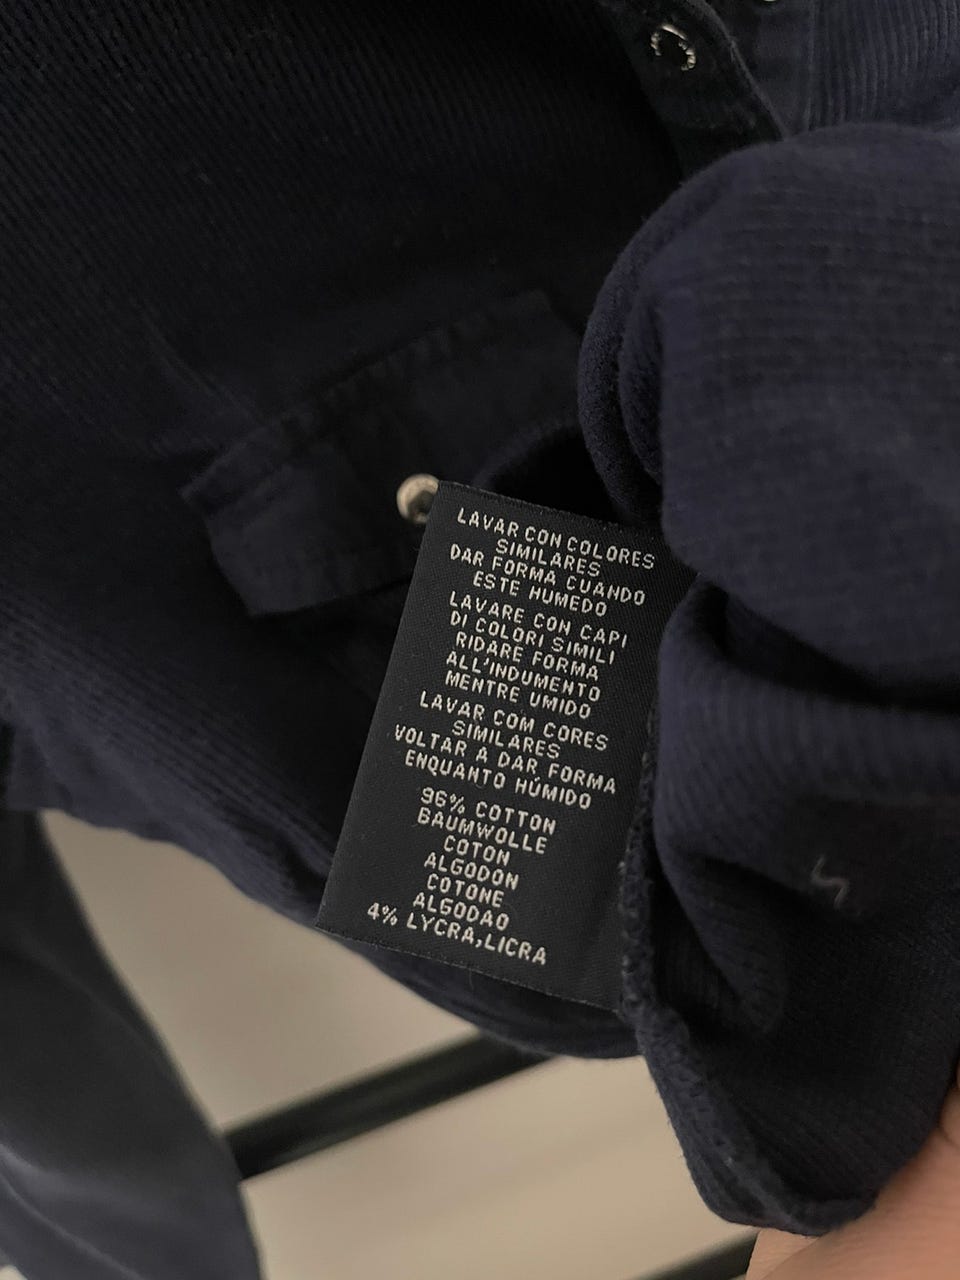 LAVAR CON COLORES
SIMILARES
DAR FORMA CUANDO
ESTE HUMEDO
LAVARE CON CAPI
DI COLORI SIMILI
RIDARE FORMA
ALL'INDUMENTO
MENTRE UMIDO
LAVAR COM CORES
SIMILARES
VOLTAR A DAR FORMA
ENQUANTO HÚMIDO
96% COTTON
BAUMWOLLE
COTON
ALGODON
COTONE
ALGODAO
4% LYCRA,LICRA